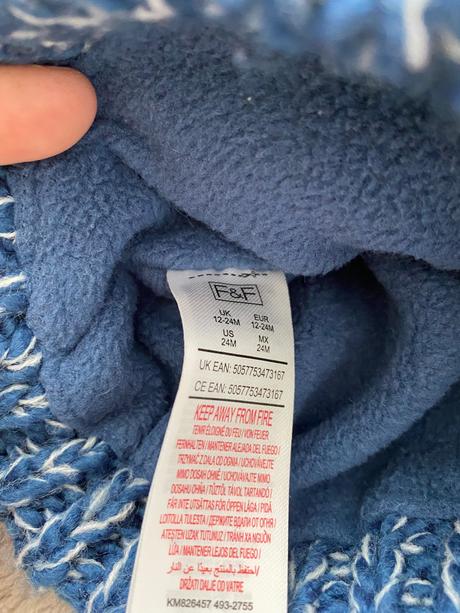 F&F
UK EUR
12-24M 12-24M
US MX
24M 24M
UK EAN: 5057753473167
CE EAN: 5057753473167
KEEP AWAY FROM FIRE
TENIR ÉLOIGNÉ DU FEU / VON FEUER
FERNHALTEN / MANTENER ALEJADA DEL FUEGO /
TRZYMAĆ Z DALA OD OGNIA / UCHOVÁVEJTE
MIMO DOSAH OHNĚ / UCHOVÁVAJTE MIMO
DOSAHU OHŇA / TŰZTŐL TÁVOL TARTANDÓ /
FÅR INTE UTSÄTTAS FÖR ÖPPEN LÅGA / PIDÄ
LOITOLLA TULESTA / ДЕРЖИТЕ ВДАЛИ ОТ ОГНЯ /
ATEŞTEN UZAK TUTUNUZ / TRÁNH XA NGUỒN
LỬA / MANTENER LEJOS DEL FUEGO /
احتفظ بالمنتج بعيدًا عن النار /
DRŽATI DALJE OD VATRE
KM826457 493-2755